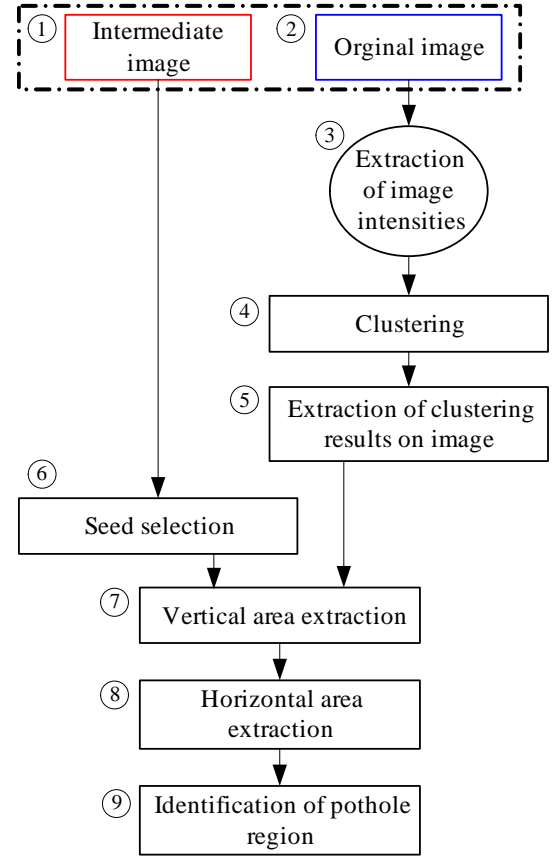 1
Intermediate
image
2
Orginal image
3
Extraction
of image
intensities
4
Clustering
5
Extraction of clustering
results on image
6
Seed selection
7
Vertical area extraction
8
Horizontal area
extraction
9
Identification of pothole
region